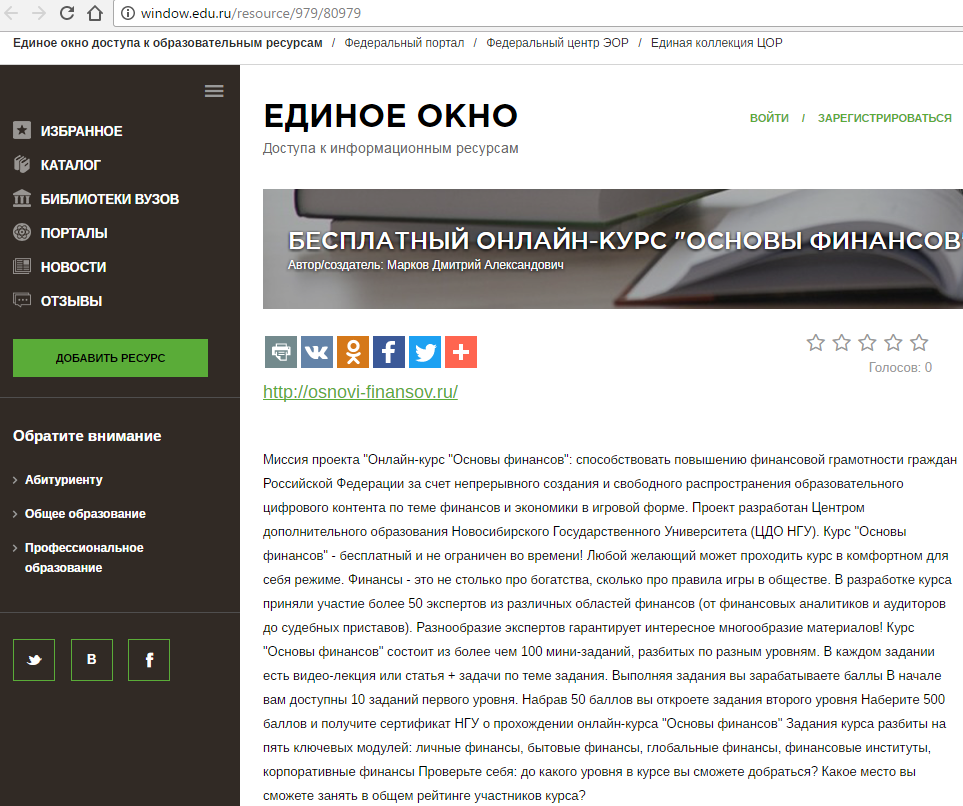 window.edu.ru/resource/979/80979
Единое окно доступа к образовательным ресурсам / Федеральный портал / Федеральный центр ЭОР / Единая коллекция ЦОР
ИЗБРАННОЕ
КАТАЛОГ
БИБЛИОТЕКИ ВУЗОВ
ПОРТАЛЫ
НОВОСТИ
ОТЗЫВЫ
ДОБАВИТЬ РЕСУРС
Обратите внимание
Абитуриенту
Общее образование
Профессиональное
образование
В
f
ЕДИНОЕ ОКНО
Доступа к информационным ресурсам
ВОЙТИ / ЗАРЕГИСТРИРОВАТЬСЯ
БЕСПЛАТНЫЙ ОНЛАЙН-КУРС "ОСНОВЫ ФИНАНСОВ"
Автор/создатель: Марков Дмитрий Александович
Голосов: 0
http://osnovi-finansov.ru/
Миссия проекта "Онлайн-курс "Основы финансов": способствовать повышению финансовой грамотности граждан
Российской Федерации за счет непрерывного создания и свободного распространения образовательного
цифрового контента по теме финансов и экономики в игровой форме. Проект разработан Центром
дополнительного образования Новосибирского Государственного Университета (ЦДО НГУ). Курс "Основы
финансов" - бесплатный и не ограничен во времени! Любой желающий может проходить курс в комфортном для
себя режиме. Финансы - это не столько про богатства, сколько про правила игры в обществе. В разработке курса
приняли участие более 50 экспертов из различных областей финансов (от финансовых аналитиков и аудиторов
до судебных приставов). Разнообразие экспертов гарантирует интересное многообразие материалов! Курс
"Основы финансов" состоит из более чем 100 мини-заданий, разбитых по разным уровням. В каждом задании
есть видео-лекция или статья + задачи по теме задания. Выполняя задания вы зарабатываете баллы В начале
вам доступны 10 заданий первого уровня. Набрав 50 баллов вы откроете задания второго уровня Наберите 500
баллов и получите сертификат НГУ о прохождении онлайн-курса "Основы финансов" Задания курса разбиты на
пять ключевых модулей: личные финансы, бытовые финансы, глобальные финансы, финансовые институты,
корпоративные финансы Проверьте себя: до какого уровня в курсе вы сможете добраться? Какое место вы
сможете занять в общем рейтинге участников курса?